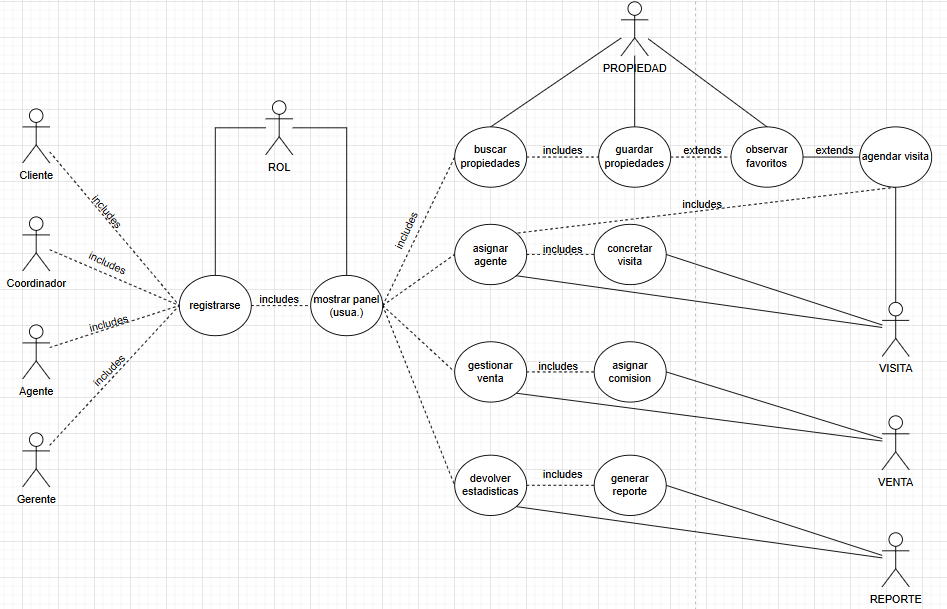 PROPIEDAD
Cliente
Coordinador
Agente
Gerente
includes
includes
includes
includes
ROL
registrarse
includes
mostrar panel
(usua.)
includes
buscar
propiedades
includes
guardar
propiedades
extends
observar
favoritos
extends
agendar visita
includes
asignar
agente
includes
concretar
visita
VISITA
gestionar
venta
includes
asignar
comision
VENTA
devolver
estadisticas
includes
generar
reporte
REPORTE